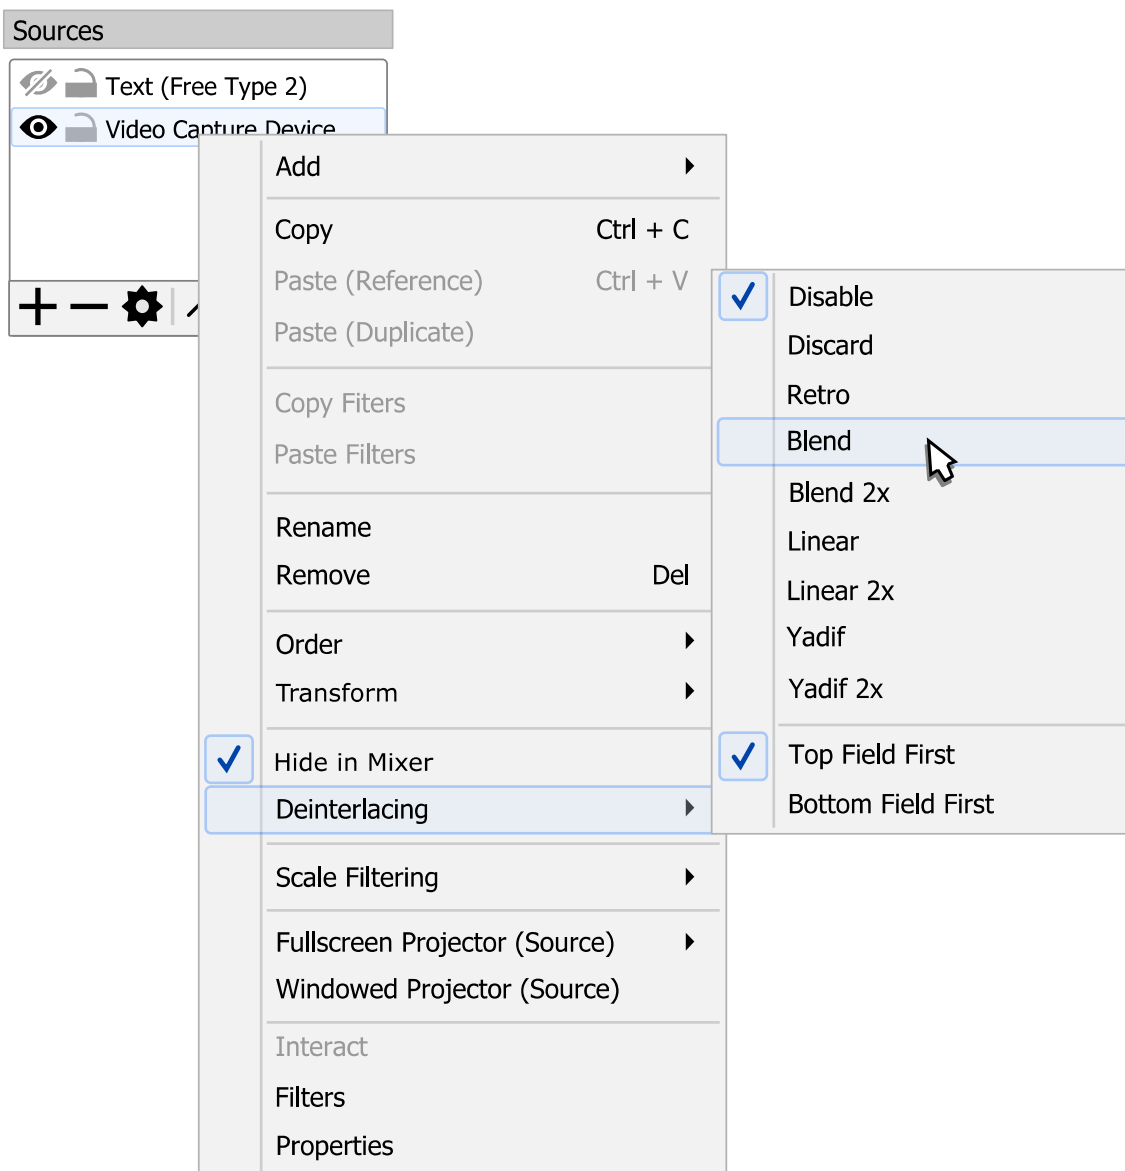 Sources
Text (Free Type 2)
Video Capture Device
Add
Copy Ctrl + C
Paste (Reference) Ctrl + V
Paste (Duplicate)
Copy Fiters
Paste Filters
Rename
Remove Del
Order
Transform
Hide in Mixer
Deinterlacing
Scale Filtering
Fullscreen Projector (Source)
Windowed Projector (Source)
Interact
Filters
Properties
Disable
Discard
Retro
Blend
Blend 2x
Linear
Linear 2x
Yadif
Yadif 2x
Top Field First
Bottom Field First